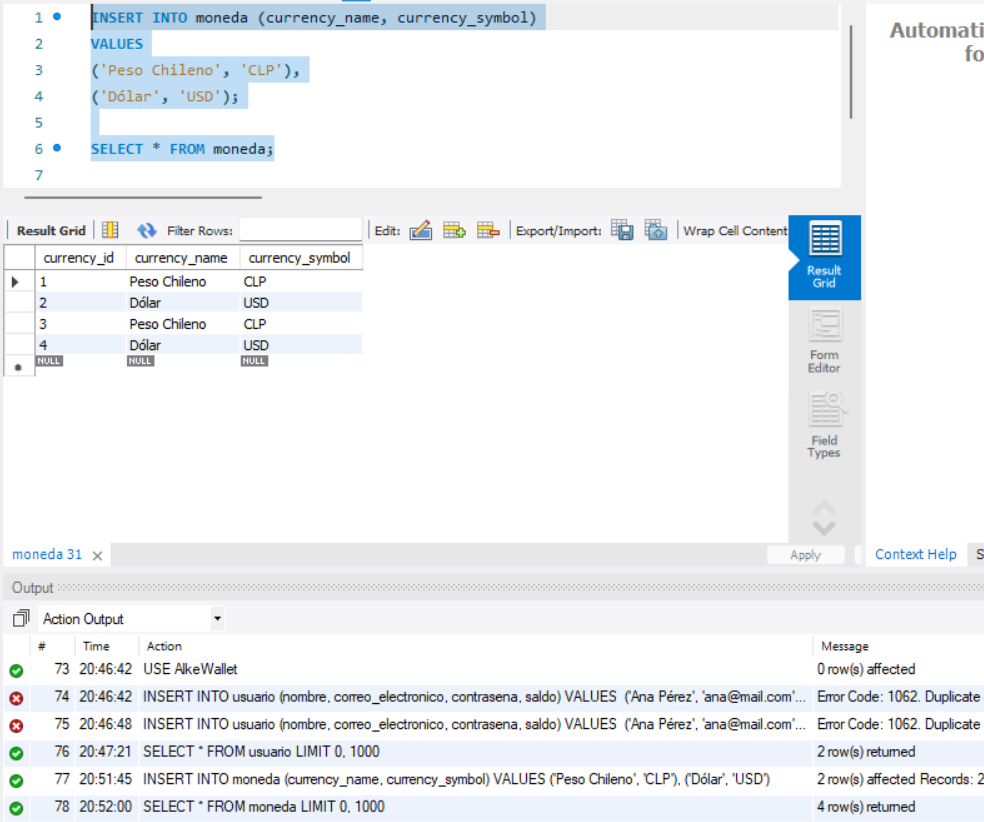 1 INSERT INTO moneda (currency_name, currency_symbol)
2 VALUES
3 ('Peso Chileno', 'CLP'),
4 ('Dólar', 'USD');
5
6 SELECT * FROM moneda;
7
Result Grid Filter Rows: Edit: Export/Import: Wrap Cell Content
currency_id currency_name currency_symbol
1 Peso Chileno CLP
2 Dólar USD
3 Peso Chileno CLP
4 Dólar USD
NULL NULL NULL
Result
Grid
Form
Editor
Field
Types
Automati
fo
moneda 31 Apply Context Help S
Output
Action Output
# Time Action Message
73 20:46:42 USE AlkeWallet 0 row(s) affected
74 20:46:42 INSERT INTO usuario (nombre, correo_electronico, contrasena, saldo) VALUES ('Ana Pérez', 'ana@mail.com'... Error Code: 1062. Duplicate
75 20:46:48 INSERT INTO usuario (nombre, correo_electronico, contrasena, saldo) VALUES ('Ana Pérez', 'ana@mail.com'... Error Code: 1062. Duplicate
76 20:47:21 SELECT * FROM usuario LIMIT 0, 1000 2 row(s) returned
77 20:51:45 INSERT INTO moneda (currency_name, currency_symbol) VALUES ('Peso Chileno', 'CLP'), ('Dólar', 'USD') 2 row(s) affected Records: 2
78 20:52:00 SELECT * FROM moneda LIMIT 0, 1000 4 row(s) returned